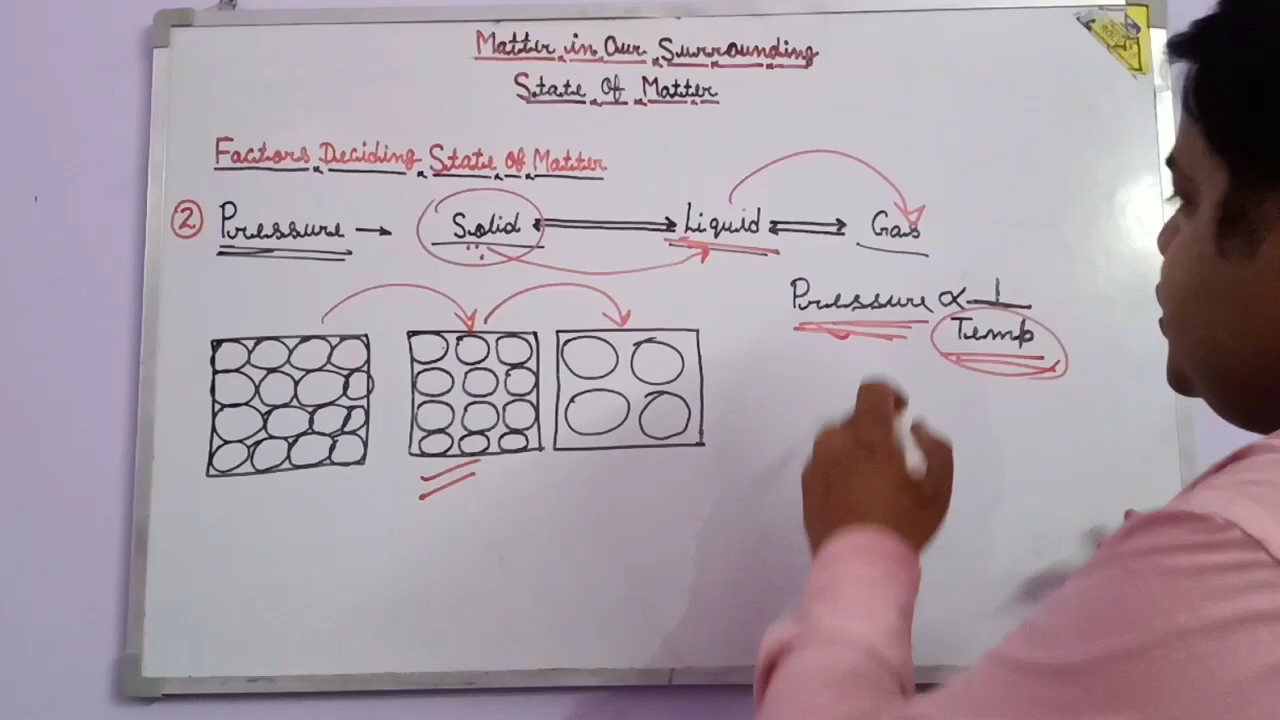 Matter in Our Surrounding
State Of Matter
Factors Deciding State of Matter
② Pressure → Solid ⟷ Liquid ⇌ Gas
Pressure ∝ 1
Temp